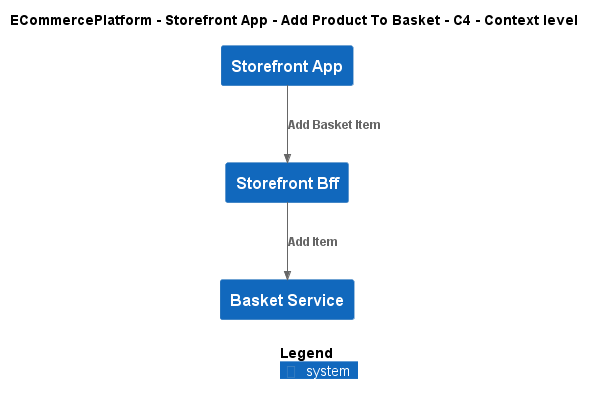 ECommercePlatform - Storefront App - Add Product To Basket - C4 - Context level
Storefront App
Add Basket Item
Storefront Bff
Add Item
Basket Service
Legend
system